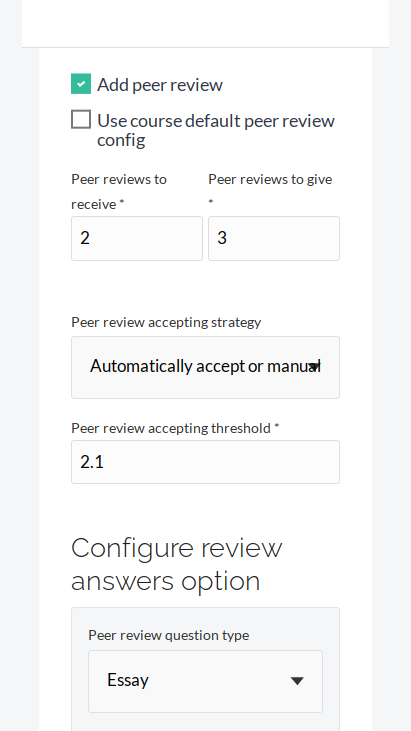 Add peer review
Use course default peer review
config
Peer reviews to
receive *
Peer reviews to give
*
2
3
Peer review accepting strategy
Automatically accept or manual
Peer review accepting threshold *
2.1
Configure review
answers option
Peer review question type
Essay